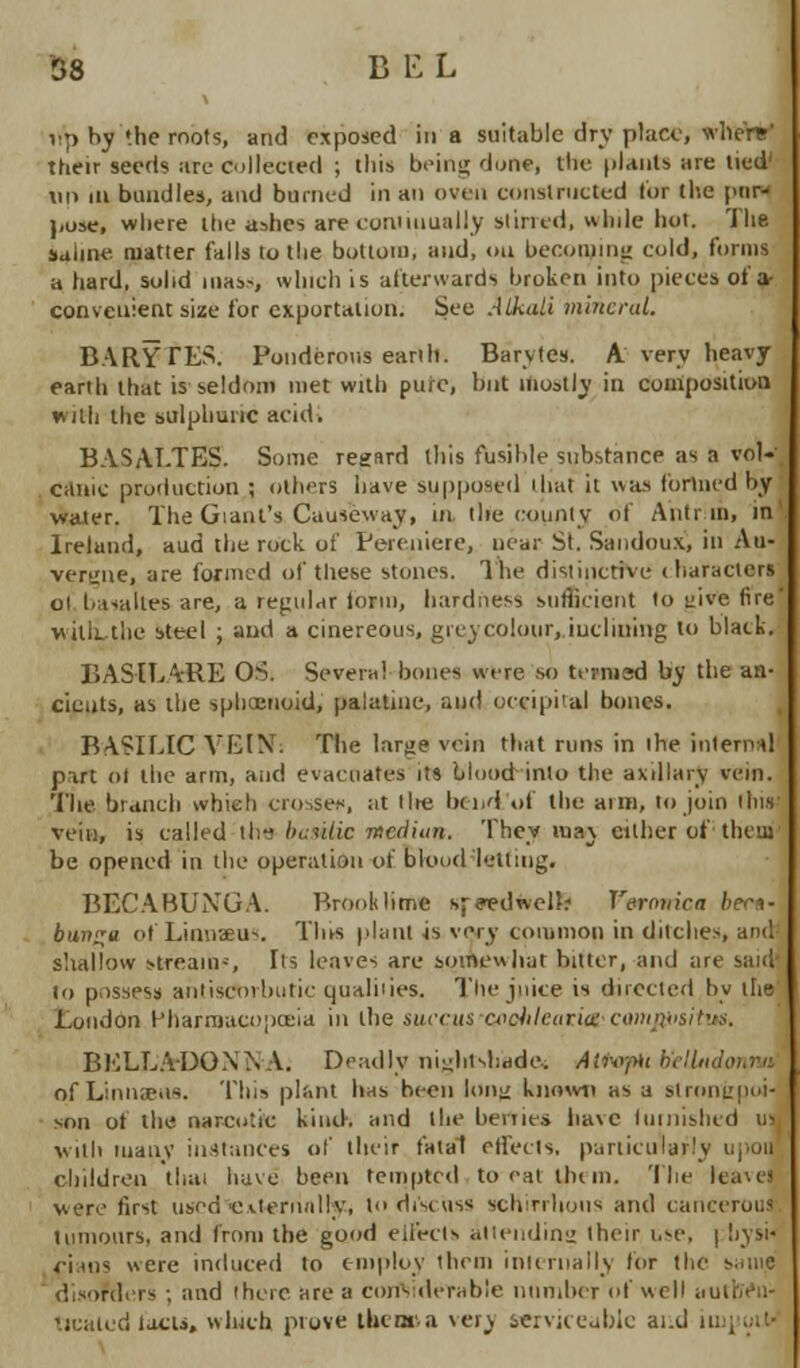 38 BEL
up by the roots, and exposed in a suitable dry place, where
their seeds are collected ; this being done, the plants are tied
up in bundles, and burned in an oven constructed for the pur-
pose, where the ashes are continually stirred, while hot. The
saline matter falls to the bottom, and, on becoming cold, forms
a hard, solid mass, which is afterwards broken into pieces of a
convenient size for exportation. See Alkali mineral.
BARYTES. Ponderous earth. Barytes. A very heavy
earth that is seldom met with pure, but mostly in composition
with the sulphuric acid.
BASALTES. Some regard this fusible substance as a vol-
canic production ; others have supposed that it was formed by
water. The Giant's Causeway, in the county of Antrim, in
Ireland, aud the rock of Pereniere, near St. Sandoux, in Au-
vergne, are formed of these stones. The distinctive characters
of basaltes are, a regular form, hardness sufficient to give fire
with the steel ; and a cinereous, grey colour, inclining to black.
BASILARE OS. Several bones were so termed by the an-
cients, as the sphœnoid, palatine, and occipital bones.
BASILIC VEIN. The large vein that runs in the internal
part of the arm, and evacuates its blood into the axillary vein.
The branch which crosses, at the bend of the arm, to join this
vein, is called the basilic median. They may either of them
be opened in the operation of blood-letting.
BECABUNGA. Brooklime speedwell. Veronica beca-
bunga of Linnæus. This plant is very common in ditches, and
shallow streams, Its leaves are somewhat bitter, and are said
to possess antiscorbutic qualities. The juice is directed by the
London Pharmacopœia in the succus cochleariæ compositus.
BELLADONNA. Deadly nightshade. Atropa belladonna
of Linnæus. This plant has been long known as a strong poi-
son of the narcotic kind, and the berries have furnished us
with many instances of their fatal effects, particularly upon
children that have been tempted to eat them. The leaves
were first used externally, to discuss schirrhous and cancerous
tumours, and from the good effects attending their use, physi-
cians were induced to employ them internally for the same
disorders ; and there are a considerable number of well authen-
ticated facts, which prove them a very serviceable and import-